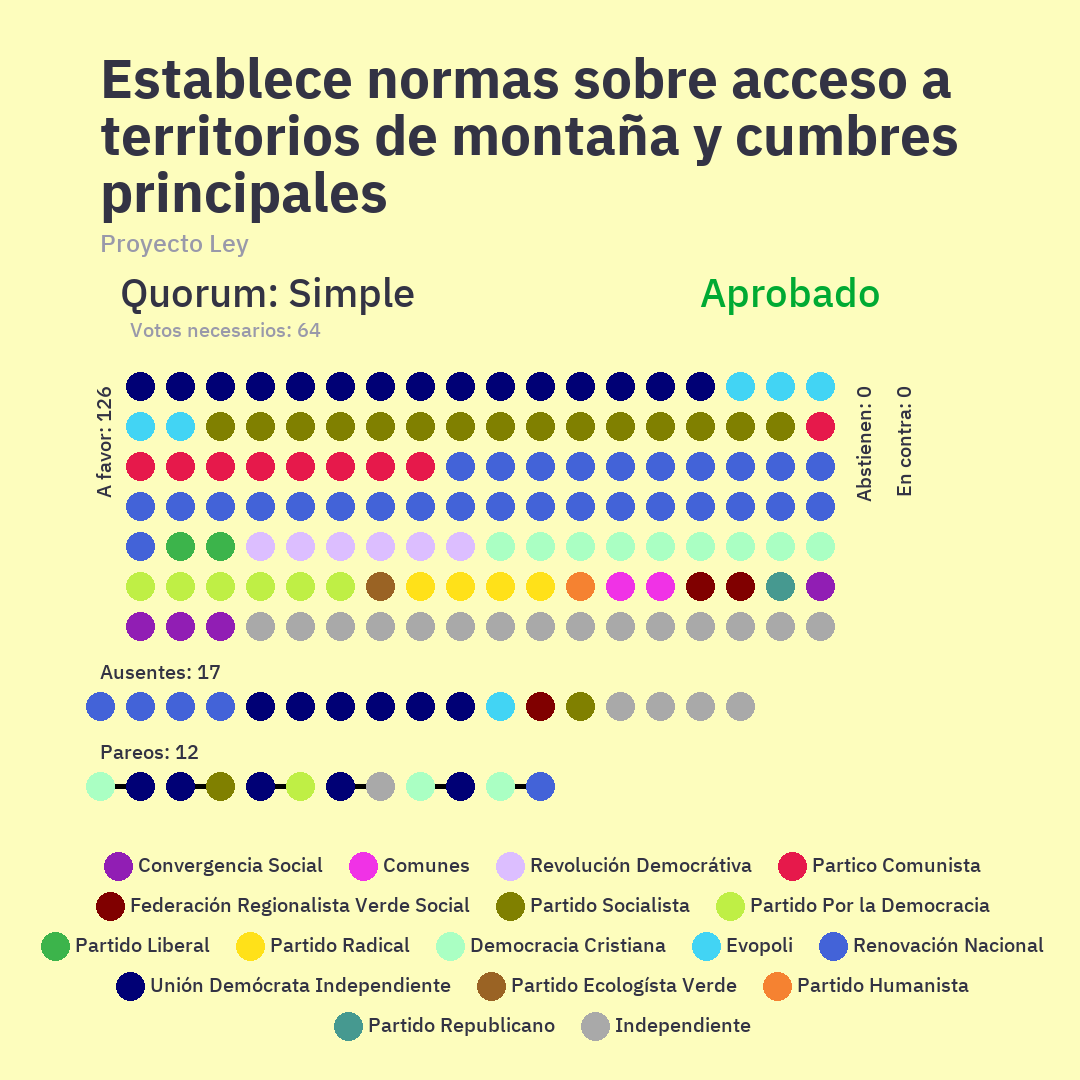 Establece normas sobre acceso a
territorios de montaña y cumbres
principales
Proyecto Ley
Quorum: Simple
Aprobado
Votos necesarios: 64
A favor: 126
Abstienen: 0
En contra: 0
Ausentes: 17
Pareos: 12
Convergencia Social
Comunes
Revolución Democrátiva
Partico Comunista
Federación Regionalista Verde Social
Partido Socialista
Partido Por la Democracia
Partido Liberal
Partido Radical
Democracia Cristiana
Evopoli
Renovación Nacional
Unión Demócrata Independiente
Partido Ecologísta Verde
Partido Humanista
Partido Republicano
Independiente